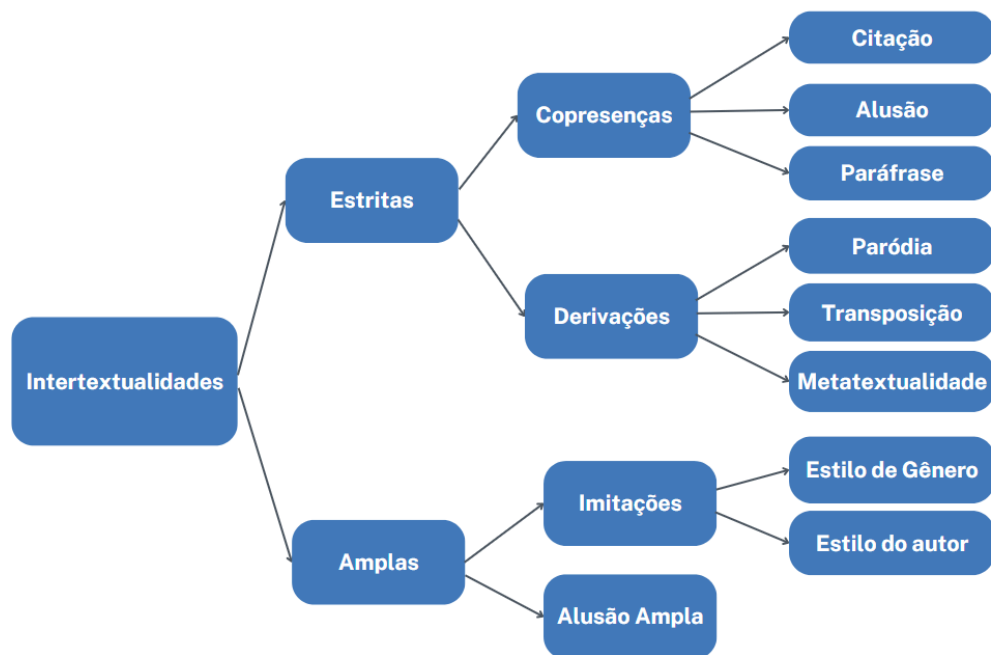 Intertextualidades
Estritas
Copresenças
Citação
Alusão
Paráfrase
Derivações
Paródia
Transposição
Metatextualidade
Amplas
Imitações
Estilo de Gênero
Estilo do autor
Alusão Ampla